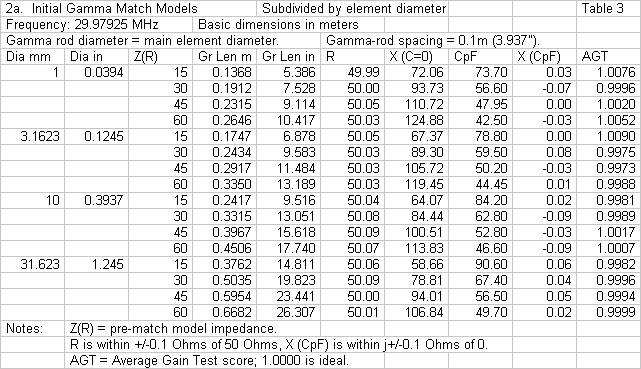 2a. Initial Gamma Match Models Subdivided by element diameter Table 3
Frequency: 29.97925 MHz Basic dimensions in meters
Gamma rod diameter = main element diameter. Gamma-rod spacing = 0.1m (3.937").
Dia mm Dia in Z(R) Gr Len m Gr Len in R X (C=0) CpF X (CpF) AGT
1 0.0394 15 0.1368 5.386 49.99 72.06 73.70 0.03 1.0076
30 0.1912 7.528 50.00 93.73 56.60 -0.07 0.9996
45 0.2315 9.114 50.05 110.72 47.95 0.00 1.0020
60 0.2646 10.417 50.03 124.88 42.50 -0.03 1.0052
3.1623 0.1245 15 0.1747 6.878 50.05 67.37 78.80 0.00 1.0090
30 0.2434 9.583 50.03 89.30 59.50 0.08 0.9975
45 0.2917 11.484 50.03 105.72 50.20 -0.03 0.9973
60 0.3350 13.189 50.03 119.45 44.45 0.01 0.9988
10 0.3937 15 0.2417 9.516 50.04 64.07 84.20 0.02 0.9981
30 0.3315 13.051 50.08 84.44 62.80 -0.09 0.9989
45 0.3967 15.618 50.09 100.51 52.80 -0.03 1.0017
60 0.4506 17.740 50.07 113.83 46.60 -0.09 1.0007
31.623 1.245 15 0.3762 14.811 50.06 58.66 90.60 0.06 0.9982
30 0.5035 19.823 50.09 78.81 67.40 0.04 0.9996
45 0.5954 23.441 50.00 94.01 56.50 0.05 0.9994
60 0.6682 26.307 50.01 106.84 49.70 0.02 0.9999
Notes: Z(R) = pre-match model impedance.
R is within +/-0.1 Ohms of 50 Ohms, X (CpF) is within j+/-0.1 Ohms of 0.
AGT = Average Gain Test score; 1.0000 is ideal.